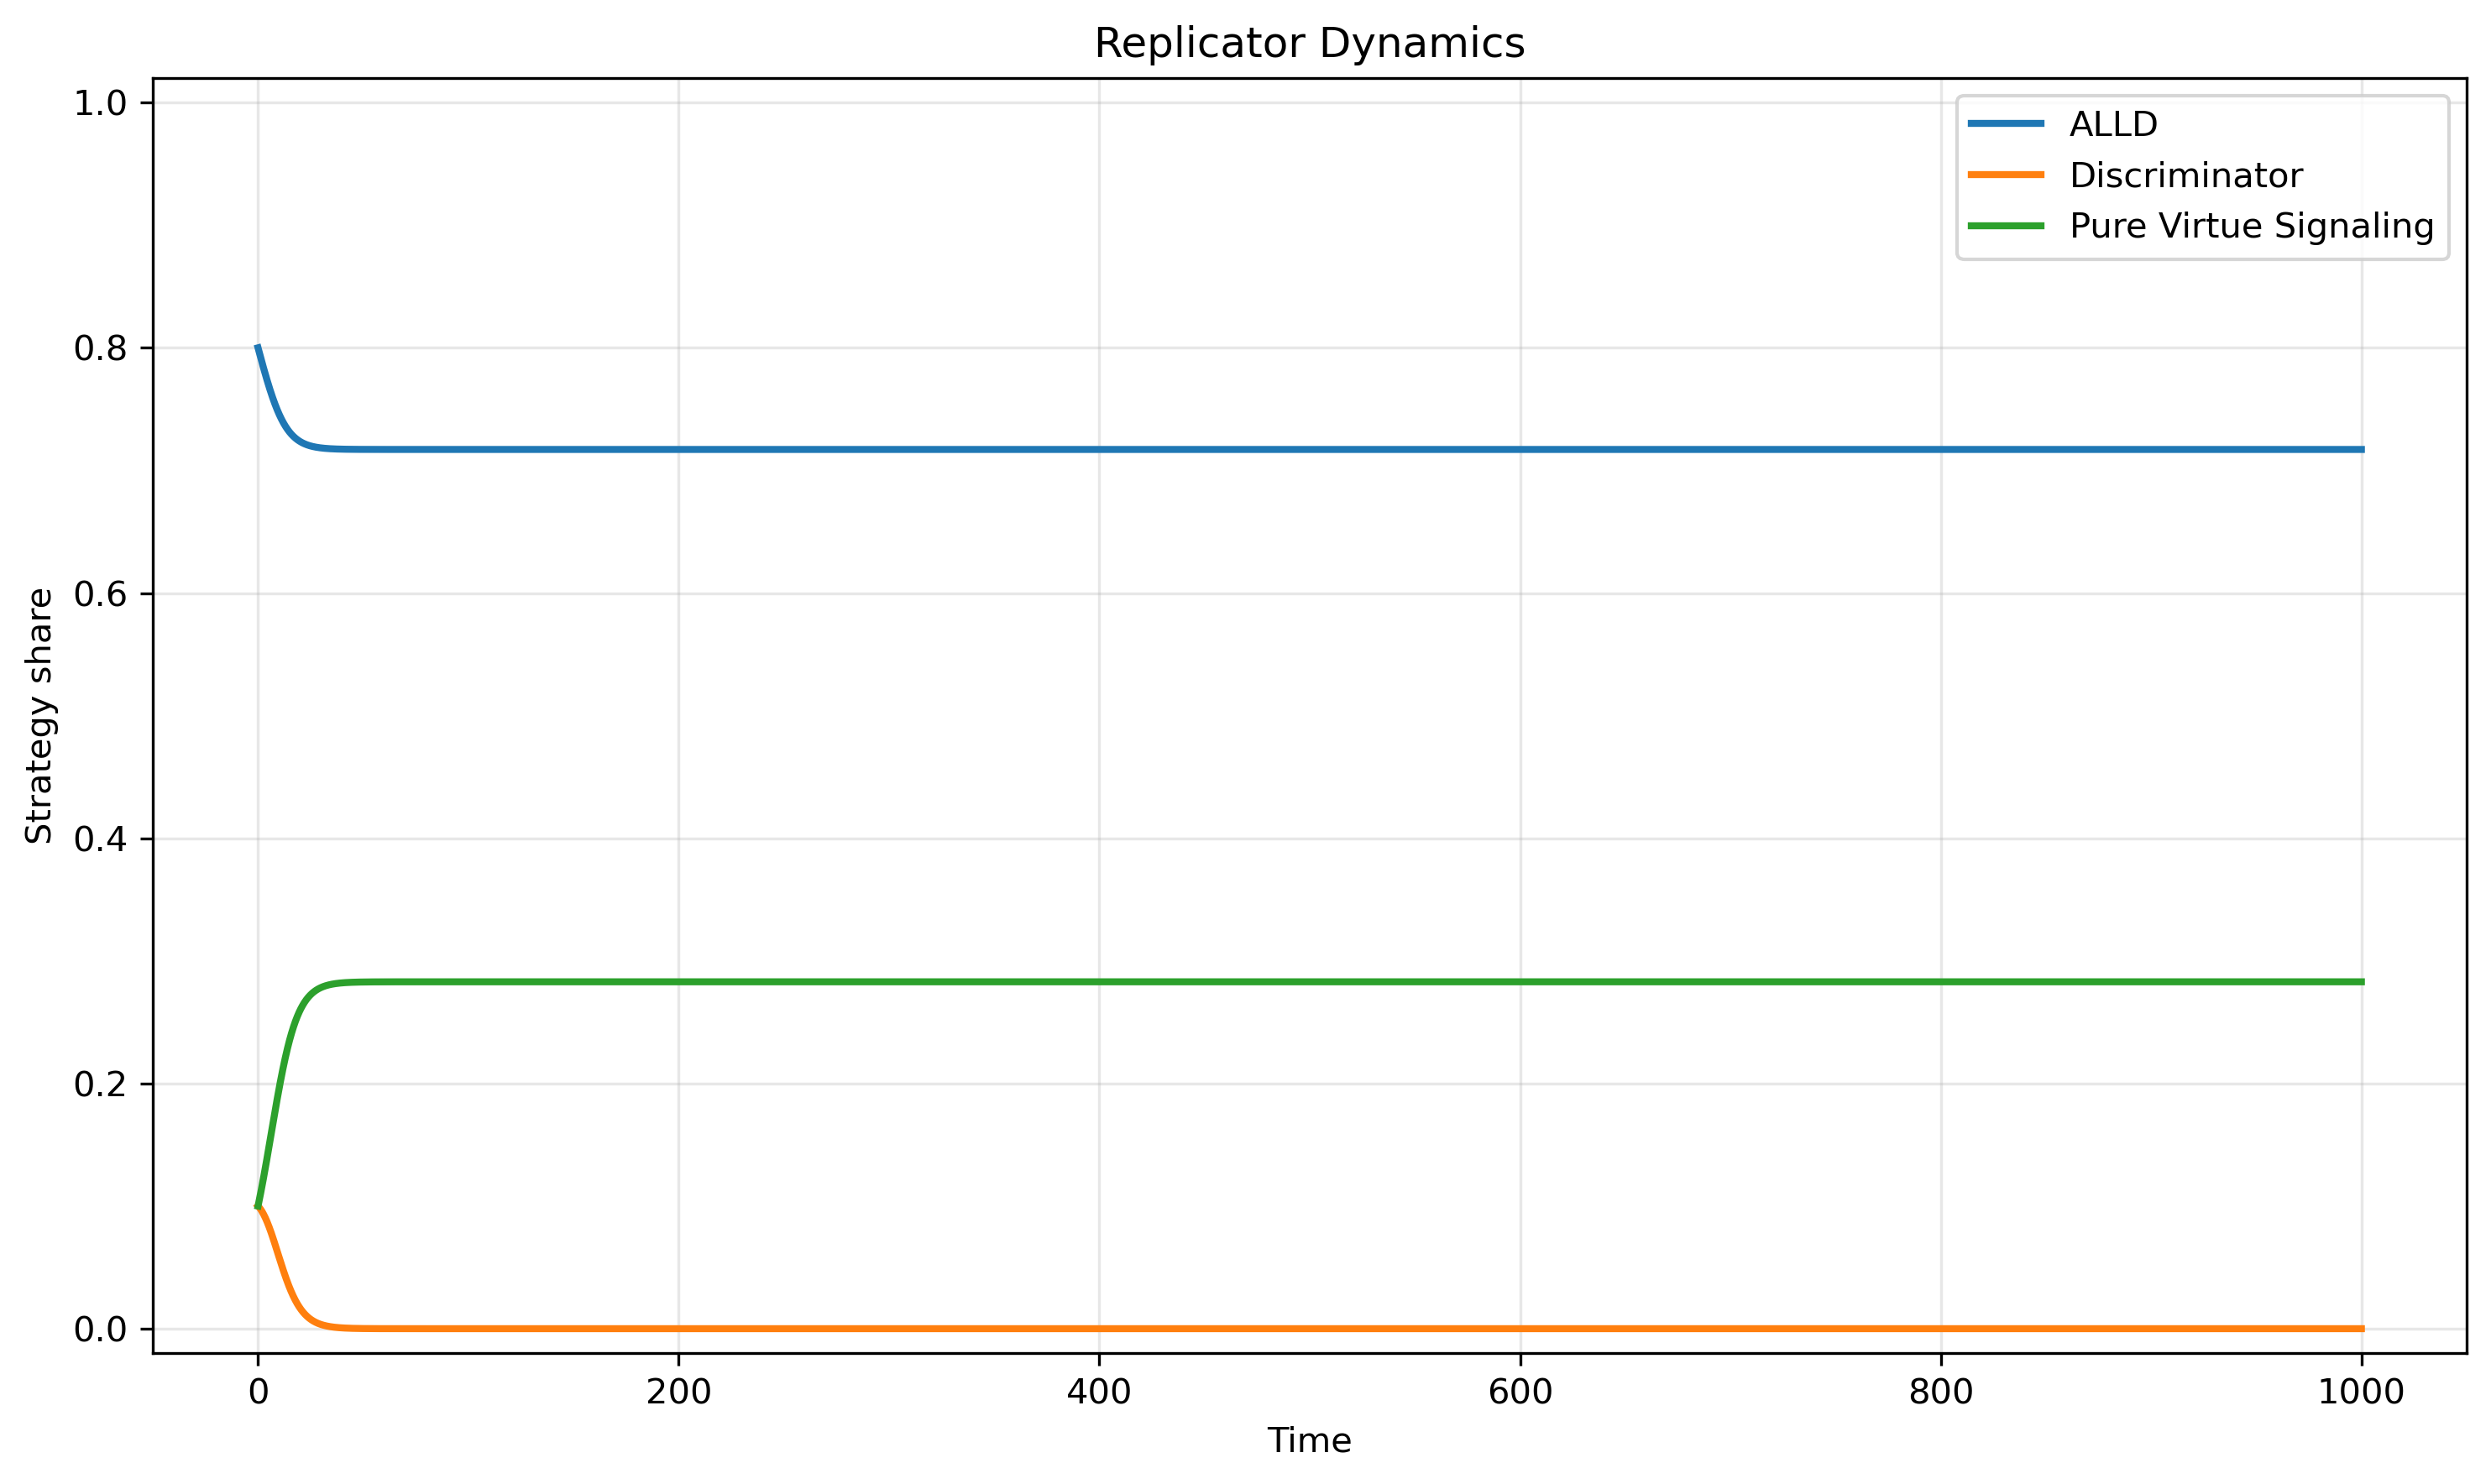 Replicator Dynamics
ALLD
Discriminator
Pure Virtue Signaling
Strategy share
1.0
0.8
0.6
0.4
0.2
0.0
0 200 400 600 800 1000
Time